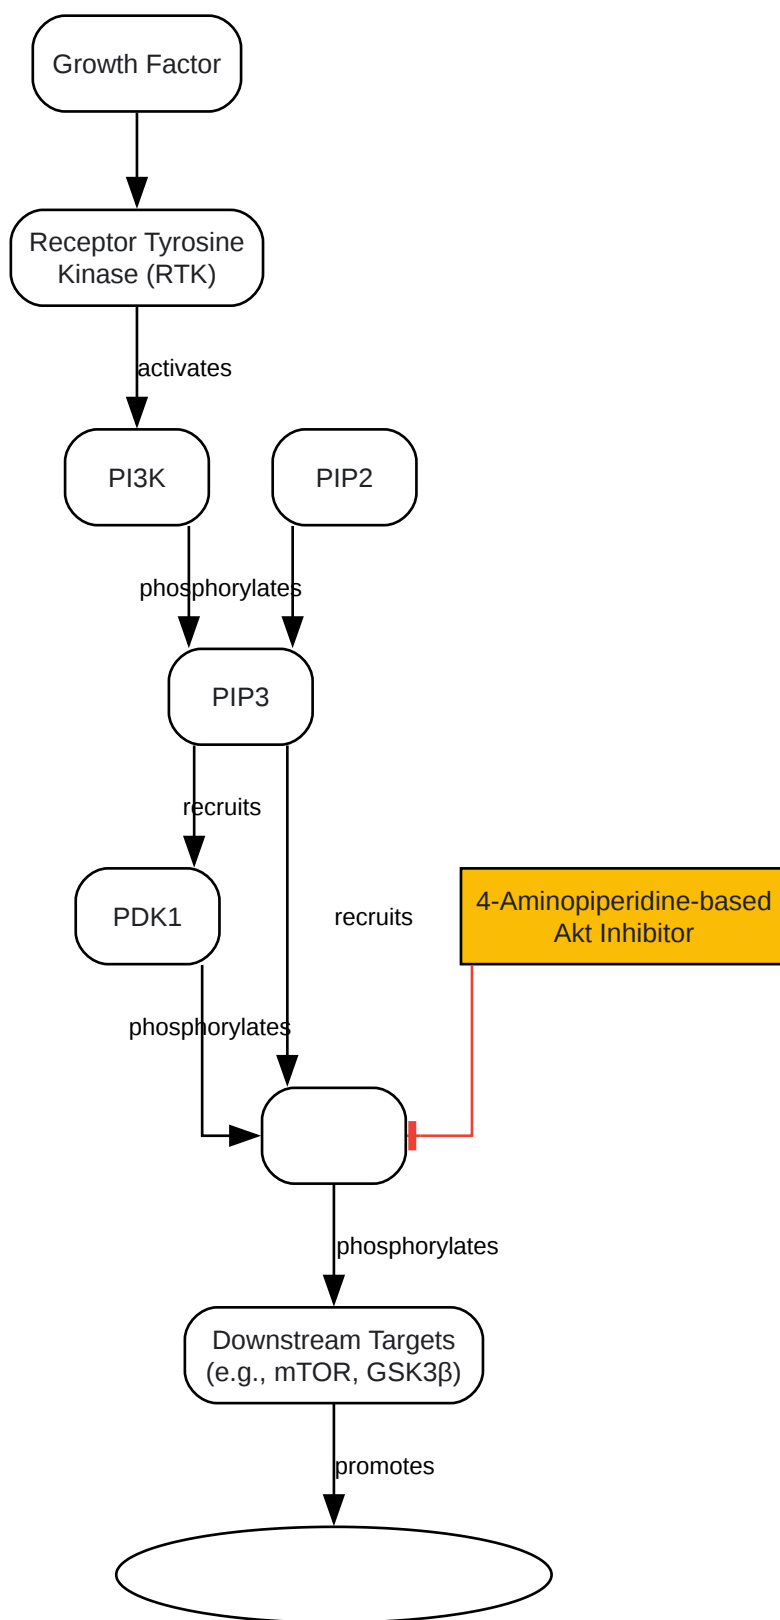 Growth Factor
Receptor Tyrosine
Kinase (RTK)
activates
PI3K
PIP2
phosphorylates
PIP3
recruits
PDK1
recruits
4-Aminopiperidine-based
Akt Inhibitor
phosphorylates
phosphorylates
Downstream Targets
(e.g., mTOR, GSK3β)
promotes